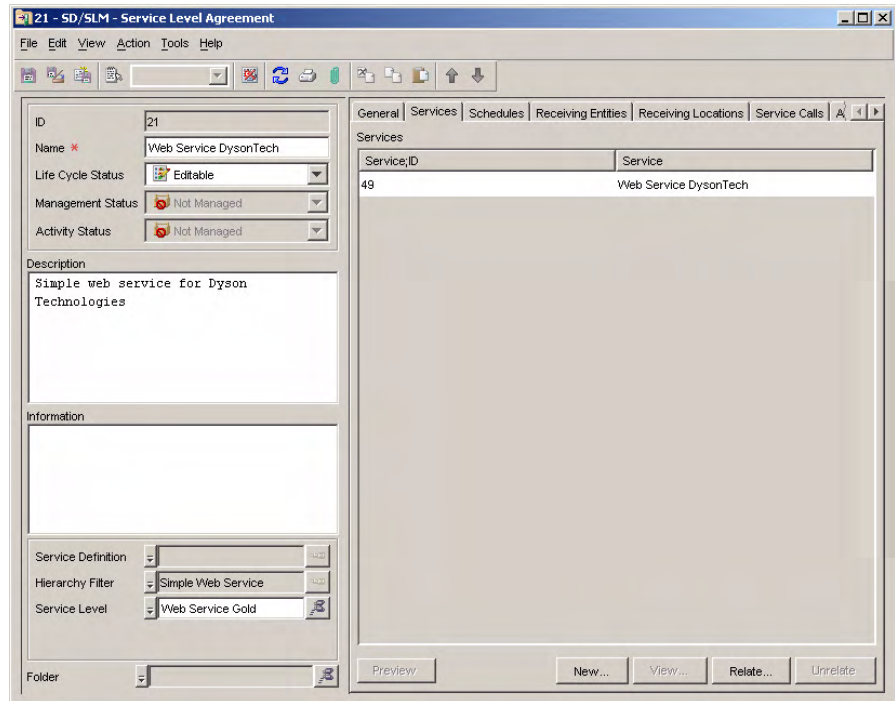 21 - SD/SLM - Service Level Agreement
File Edit View Action Tools Help
ID 21
Name * Web Service DysonTech
Life Cycle Status Editable
Management Status Not Managed
Activity Status Not Managed
Description
Simple web service for Dyson
Technologies
Information
Service Definition
Hierarchy Filter Simple Web Service
Service Level Web Service Gold
Folder
General Services Schedules Receiving Entities Receiving Locations Service Calls A
Services
Service;ID Service
49 Web Service DysonTech
Preview New... View... Relate... Unrelate